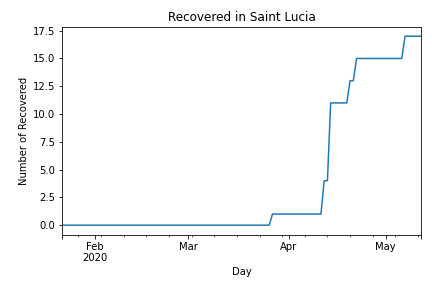 Recovered in Saint Lucia
17.5
15.0
12.5
10.0
7.5
5.0
2.5
0.0
Number of Recovered
Feb
2020
Mar
Apr
May
Day